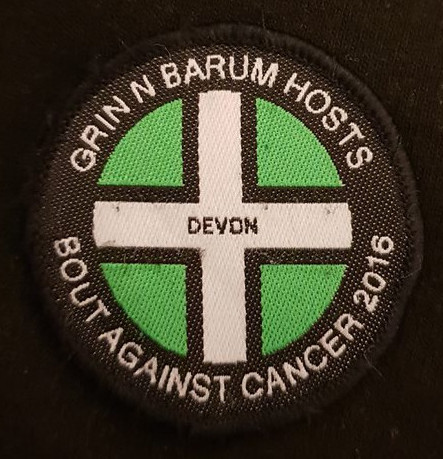 GRIN N BARUM HOSTS
DEVON
BOUT AGAINST CANCER 2016